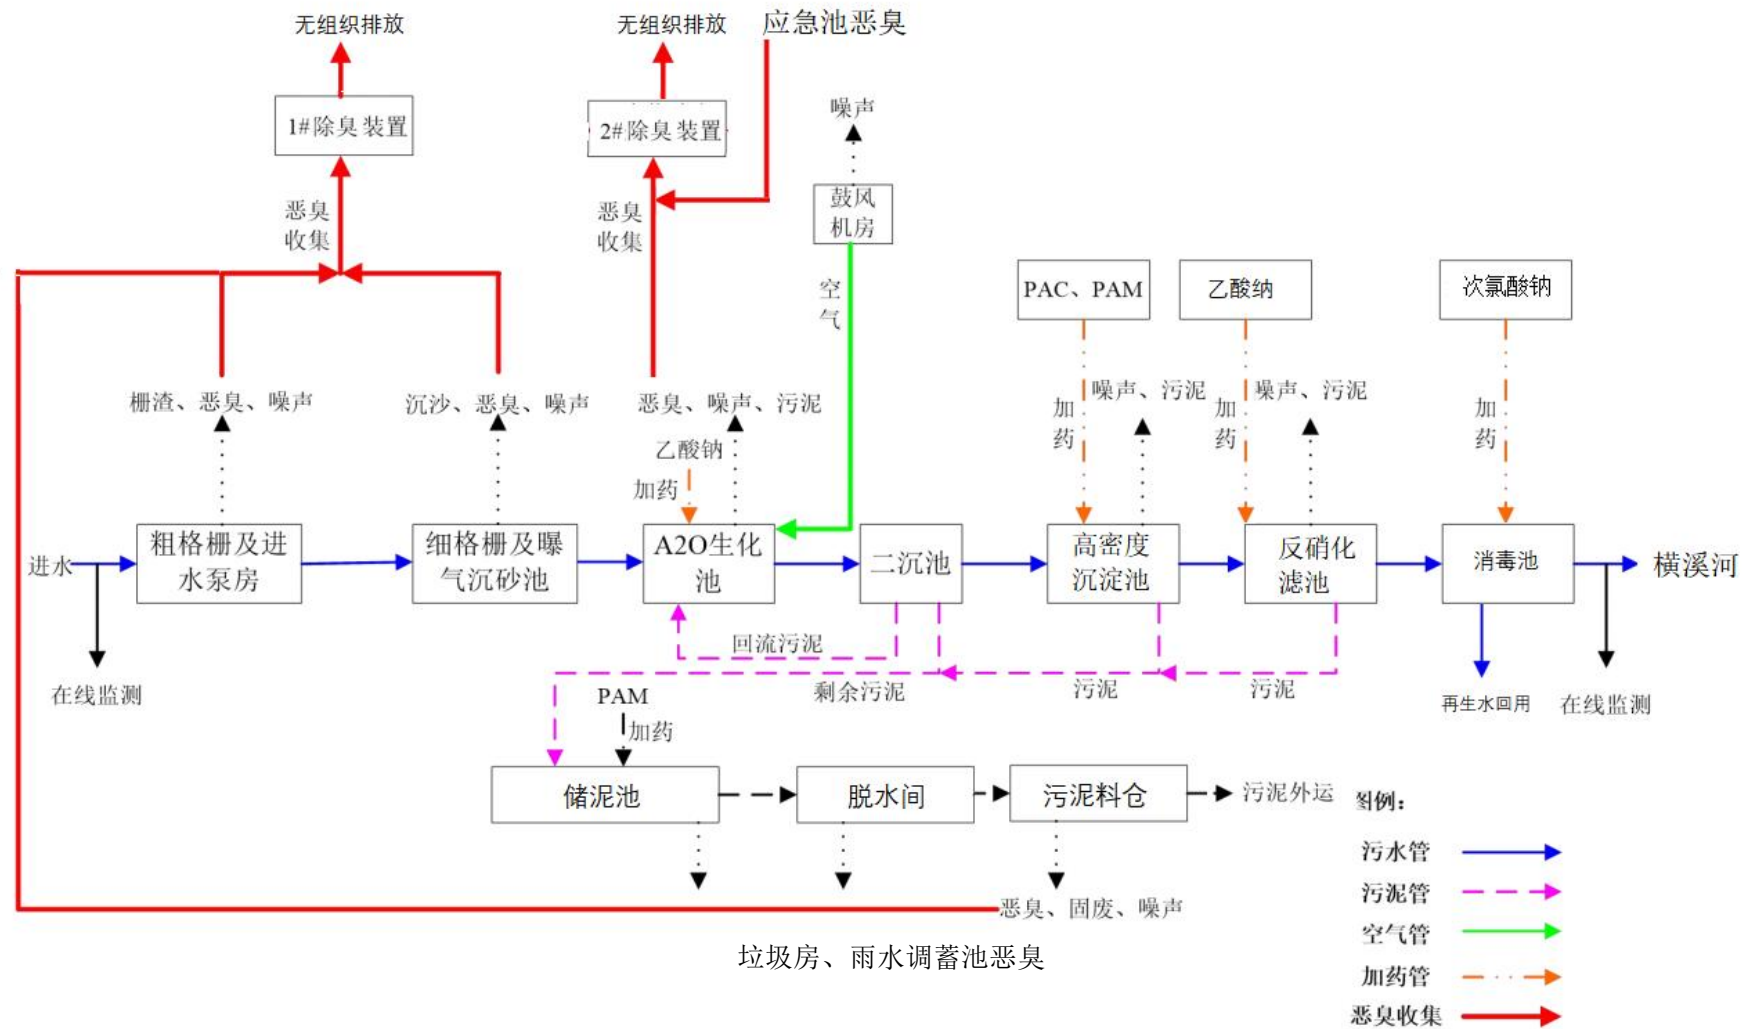 无组织排放
无组织排放
应急池恶臭
噪声
1#除臭装置
2#除臭装置
鼓风
机房
恶臭
收集
恶臭
收集
空
气
PAC、PAM
乙酸纳
次氯酸钠
栅渣、恶臭、噪声
沉沙、恶臭、噪声
恶臭、噪声、污泥
噪声、污泥
噪声、污泥
加
药
加
药
加
药
乙酸钠
加药
进水
粗格栅及进
水泵房
细格栅及曝
气沉砂池
A2O生化
池
二沉池
高密度
沉淀池
反硝化
滤池
消毒池
横溪河
回流污泥
在线监测
剩余污泥
污泥
污泥
再生水回用
在线监测
PAM
加药
储泥池
脱水间
污泥料仓
污泥外运
图例：
污水管
污泥管
空气管
加药管
恶臭收集
恶臭、固废、噪声
垃圾房、雨水调蓄池恶臭